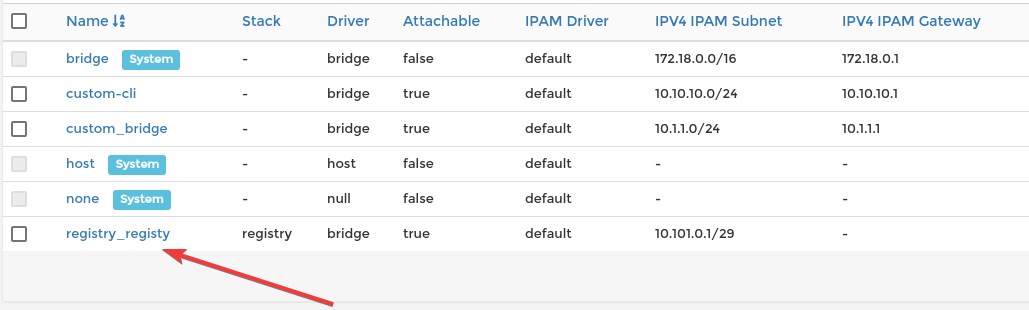 Name Stack Driver Attachable IPAM Driver IPV4 IPAM Subnet IPV4 IPAM Gateway
bridge System - bridge false default 172.18.0.0/16 172.18.0.1
custom-cli - bridge true default 10.10.10.0/24 10.10.10.1
custom_bridge - bridge true default 10.1.1.0/24 10.1.1.1
host System - host false default - -
none System - null false default - -
registry_registy registry bridge true default 10.101.0.1/29 -